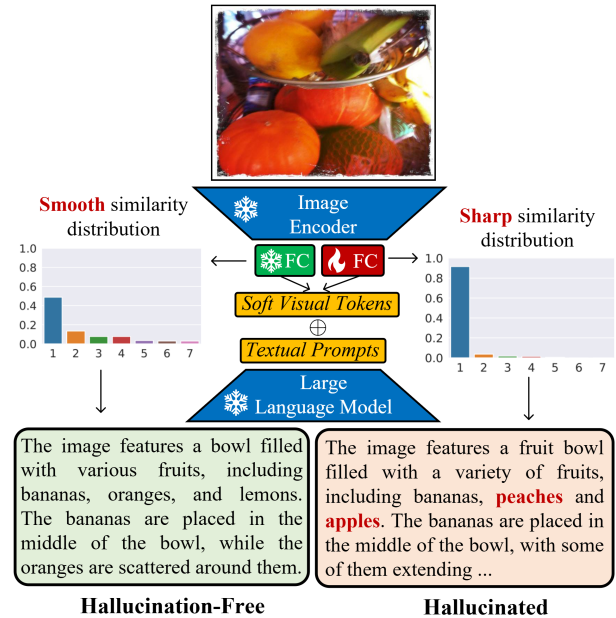 Image
Encoder
Smooth similarity
distribution
Sharp similarity
distribution
FC
FC
1.0
0.8
0.6
0.4
0.2
0.0
1 2 3 4 5 6 7
1.0
0.8
0.6
0.4
0.2
0.0
1 2 3 4 5 6 7
Soft Visual Tokens
Textual Prompts
Large
Language Model
The image features a bowl filled
with various fruits, including
bananas, oranges, and lemons.
The bananas are placed in the
middle of the bowl, while the
oranges are scattered around them.
Hallucination-Free
The image features a fruit bowl
filled with a variety of fruits,
including bananas, peaches and
apples. The bananas are placed in
the middle of the bowl, with some
of them extending ...
Hallucinated